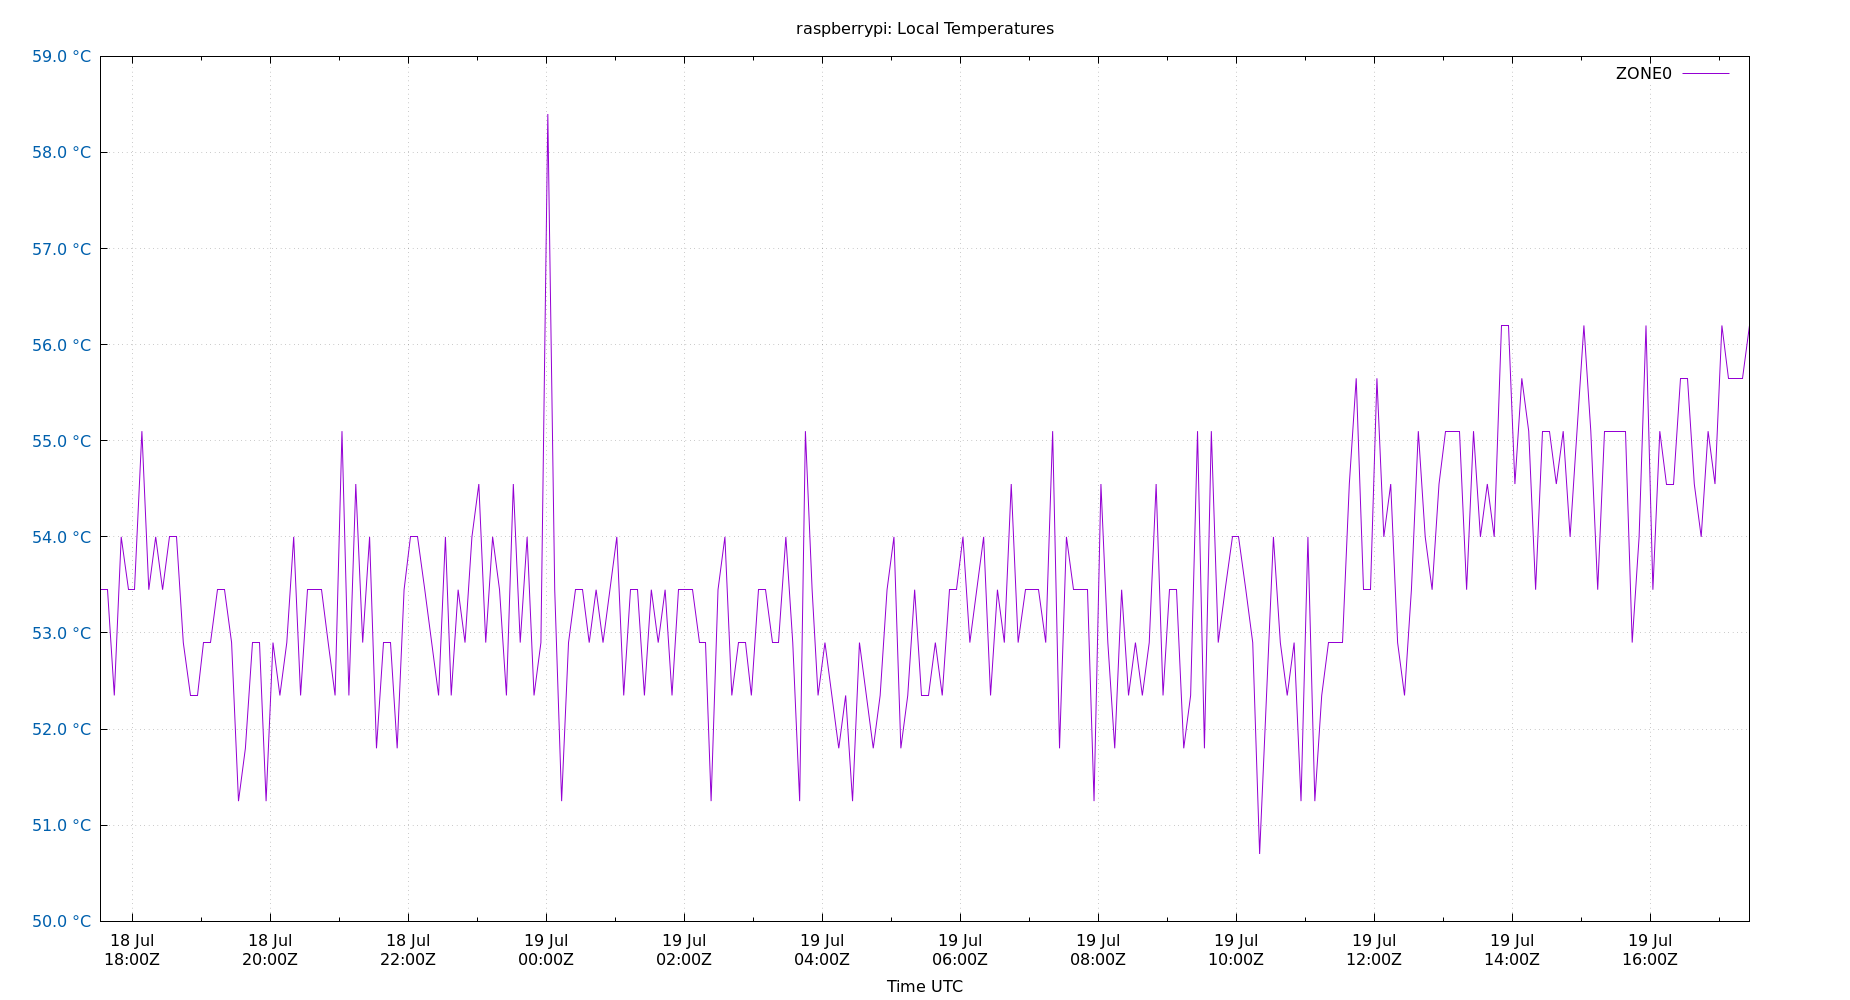 raspberrypi: Local Temperatures
ZONE0
59.0 °C
58.0 °C
57.0 °C
56.0 °C
55.0 °C
54.0 °C
53.0 °C
52.0 °C
51.0 °C
50.0 °C
18 Jul 18 Jul 18 Jul 19 Jul 19 Jul 19 Jul 19 Jul 19 Jul 19 Jul 19 Jul 19 Jul 19 Jul
18:00Z 20:00Z 22:00Z 00:00Z 02:00Z 04:00Z 06:00Z 08:00Z 10:00Z 12:00Z 14:00Z 16:00Z
Time UTC